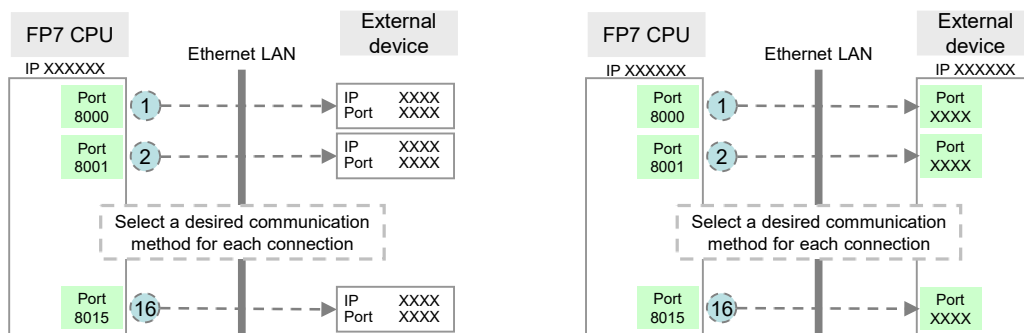 FP7 CPU
Ethernet LAN
External
device
IP XXXXXX
Port
8000
1
IP XXXX
Port XXXX
Port
8001
2
IP XXXX
Port XXXX
Select a desired communication
method for each connection
Port
8015
16
IP XXXX
Port XXXX
FP7 CPU
Ethernet LAN
External
device
IP XXXXXX
IP XXXXXX
Port
8000
1
Port
XXXX
Port
8001
2
Port
XXXX
Select a desired communication
method for each connection
Port
8015
16
Port
XXXX